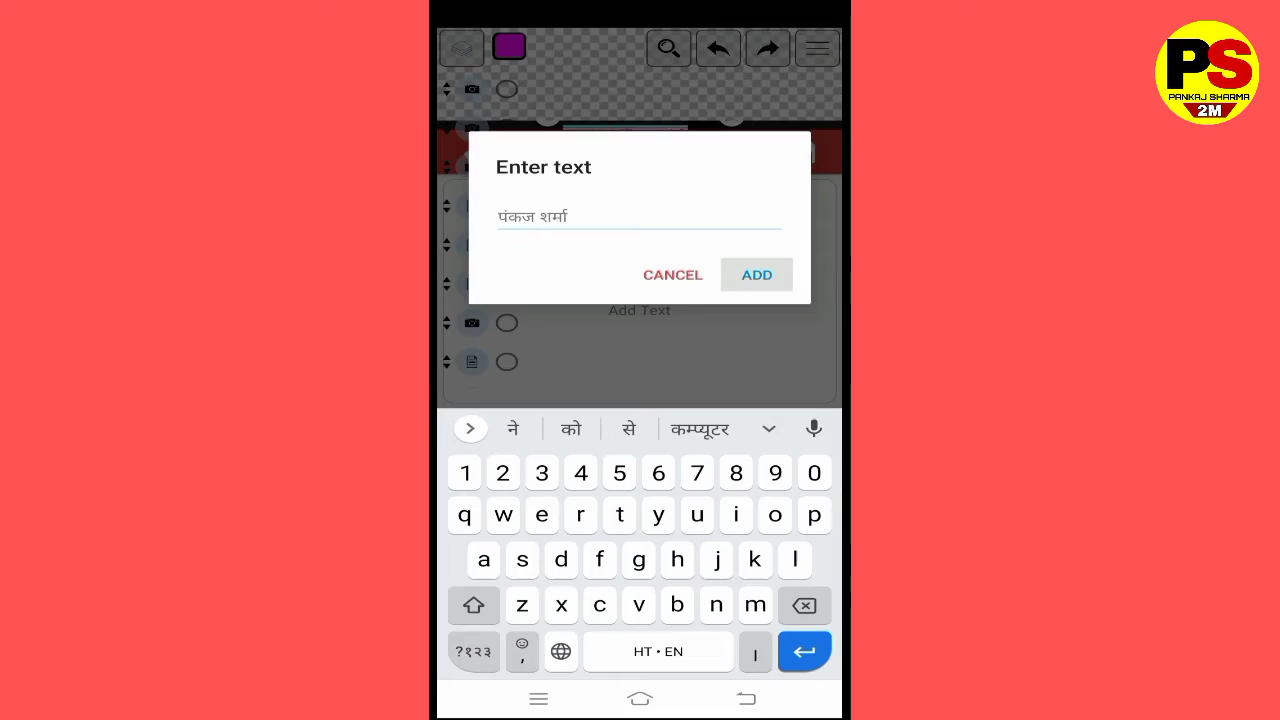 PS
PANKAJ SHARMA
2M
Enter text
पंकज शर्मा
CANCEL ADD
Add Text
ने को से कम्प्यूटर
1 2 3 4 5 6 7 8 9 0
q w e r t y u i o p
a s d f g h j k l
z x c v b n m
?१२३ , HT • EN ।